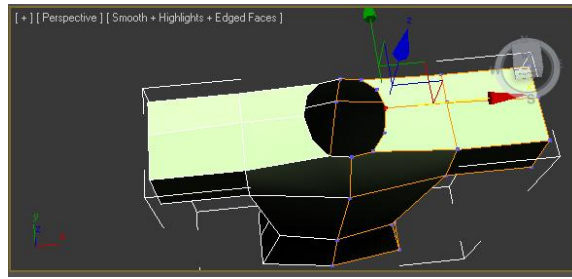 [ + ] [ Perspective ] [ Smooth + Highlights + Edged Faces ]
z
y
z
x
S